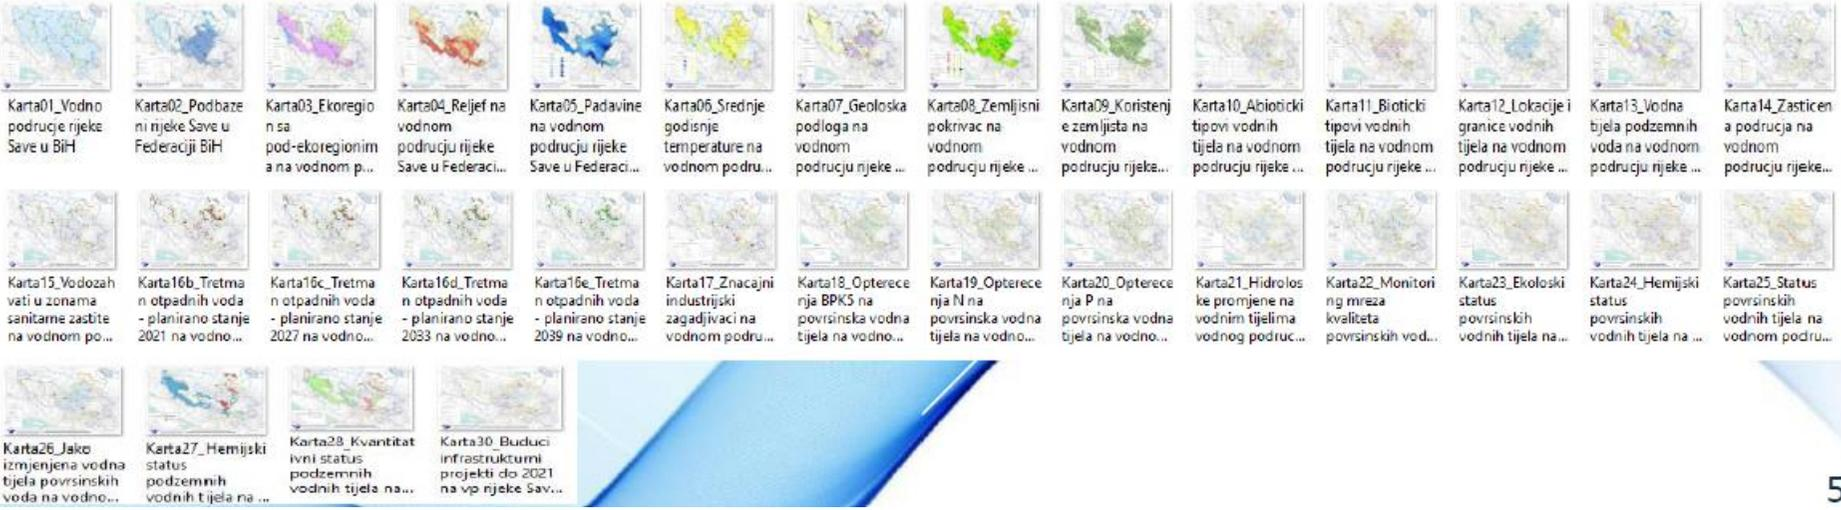 Karta01_Vodno
podrucje rijeke
Save u BiH
Karta02_Podbaze
ni rijeke Save u
Federaciji BiH
Karta03_Ekoregio
n sa
pod-ekoregionim
a na vodnom p...
Karta04_Reljef na
vodnom
podrucju rijeke
Save u Federaci...
Karta05_Padavine
na vodnom
podrucju rijeke
Save u Federaci...
Karta06_Srednje
godisnje
temperature na
vodnom podru...
Karta07_Geoloska
podloga na
vodnom
podrucju rijeke ...
Karta08_Zemljisni
pokrivac na
vodnom
podrucju rijeke ...
Karta09_Koristenj
e zemljista na
vodnom
podrucju rijeke ...
Karta10_Abioticki
tipovi vodnih
tijela na vodnom
podrucju rijeke ...
Karta11_Bioticki
tipovi vodnih
tijela na vodnom
podrucju rijeke ...
Karta12_Lokacije i
granice vodnih
tijela na vodnom
podrucju rijeke ...
Karta13_Vodna
tijela podzemnih
voda na vodnom
podrucju rijeke ...
Karta14_Zasticen
a podrucja na
vodnom
podrucju rijeke...
Karta15_Vodozah
vati u zonama
sanitarne zastite
na vodnom po...
Karta16b_Tretma
n otpadnih voda
- planirano stanje
2021 na vodno...
Karta16c_Tretma
n otpadnih voda
- planirano stanje
2027 na vodno...
Karta16d_Tretma
n otpadnih voda
- planirano stanje
2033 na vodno...
Karta16e_Tretma
n otpadnih voda
- planirano stanje
2039 na vodno...
Karta17_Znacajni
industrijski
zagadjivaci na
vodnom podru...
Karta18_Opterece
nja BPK5 na
povrsinska vodna
tijela na vodno...
Karta19_Opterece
nja N na
povrsinska vodna
tijela na vodno...
Karta20_Opterece
nja P na
povrsinska vodna
tijela na vodno...
Karta21_Hidrolos
ke promjene na
vodnim tijelima
vodnog podruc...
Karta22_Monitori
ng mreza
kvaliteta
povrsinskih vod...
Karta23_Ekoloski
status
povrsinskih
vodnih tijela na...
Karta24_Hemijski
status
povrsinskih
vodnih tijela na ...
Karta25_Status
povrsinskih
vodnih tijela na
vodnom podru...
Karta26_Jako
izmjenjena vodna
tijela povrsinskih
voda na vodno...
Karta27_Hemijski
status
podzemnih
vodnih tijela na ...
Karta28_Kvantitat
ivni status
podzemnih
vodnih tijela na...
Karta30_Buduci
infrastrukturni
projekti do 2021
na vp rijeke Sav...
5